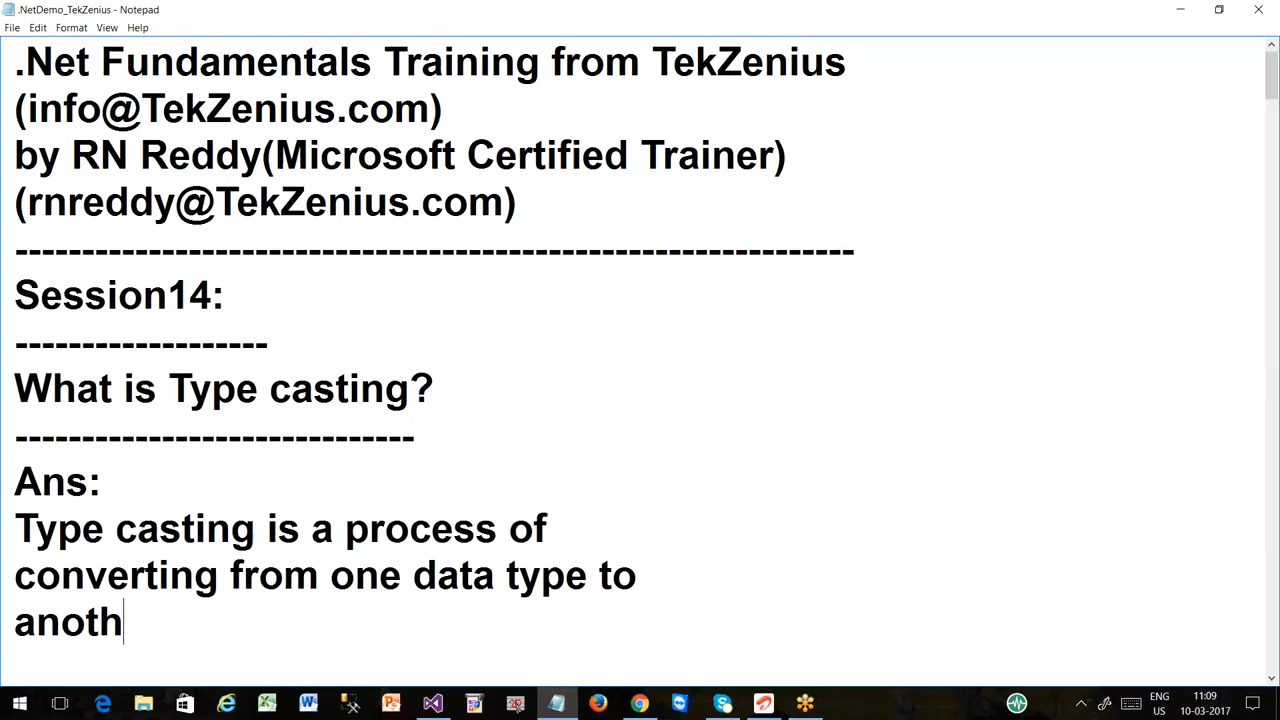 .NetDemo_TekZenius - Notepad
File Edit Format View Help
.Net Fundamentals Training from TekZenius
(info@TekZenius.com)
by RN Reddy(Microsoft Certified Trainer)
(rnreddy@TekZenius.com)
---------------------------------------------------------------
Session14:
-------------------
What is Type casting?
------------------------------
Ans:
Type casting is a process of
converting from one data type to
anoth
ENG 11:09
US 10-03-2017